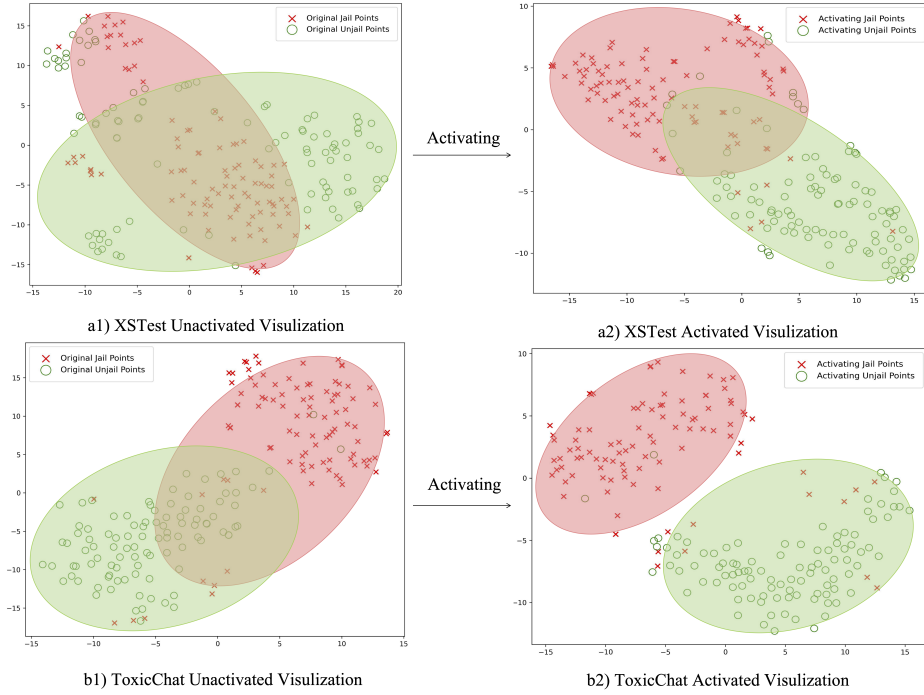 Original Jail Points
Original Unjail Points
15
10
5
0
−5
−10
−15
−15 −10 −5 0 5 10 15 20
a1) XSTest Unactivated Visulization
Activating
Activating Jail Points
Activating Unjail Points
10
5
0
−5
−10
−15 −10 −5 0 5 10 15
a2) XSTest Activated Visulization
Original Jail Points
Original Unjail Points
15
10
5
0
−5
−10
−15
−15 −10 −5 0 5 10 15
b1) ToxicChat Unactivated Visulization
Activating
Activating Jail Points
Activating Unjail Points
10
5
0
−5
−10
−15 −10 −5 0 5 10 15
b2) ToxicChat Activated Visulization